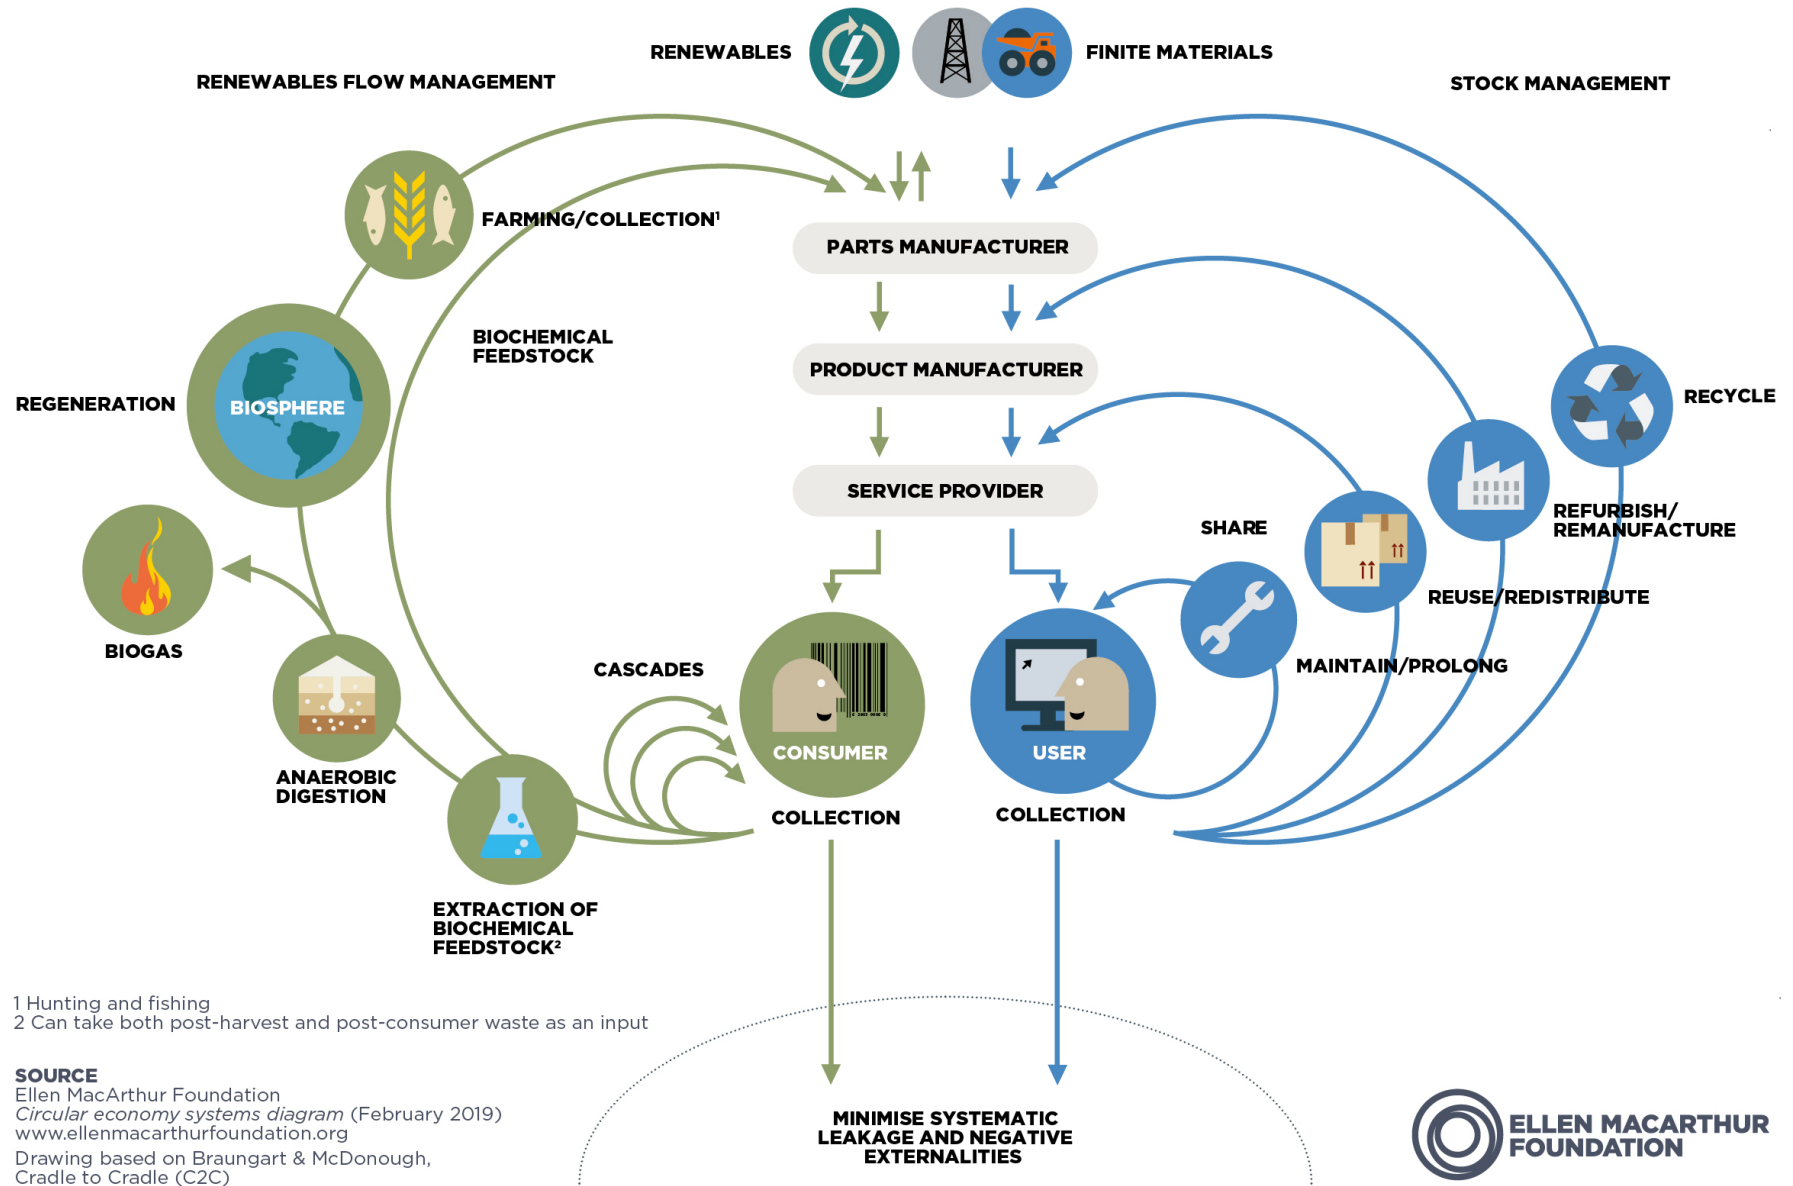 RENEWABLES
FINITE MATERIALS
RENEWABLES FLOW MANAGEMENT
STOCK MANAGEMENT
FARMING/COLLECTION¹
PARTS MANUFACTURER
BIOCHEMICAL
FEEDSTOCK
PRODUCT MANUFACTURER
REGENERATION
BIOSPHERE
RECYCLE
SERVICE PROVIDER
SHARE
REFURBISH/
REMANUFACTURE
REUSE/REDISTRIBUTE
BIOGAS
CASCADES
MAINTAIN/PROLONG
CONSUMER
USER
ANAEROBIC
DIGESTION
COLLECTION
COLLECTION
EXTRACTION OF
BIOCHEMICAL
FEEDSTOCK²
1 Hunting and fishing
2 Can take both post-harvest and post-consumer waste as an input
SOURCE
Ellen MacArthur Foundation
Circular economy systems diagram (February 2019)
www.ellenmacarthurfoundation.org
Drawing based on Braungart & McDonough,
Cradle to Cradle (C2C)
MINIMISE SYSTEMATIC
LEAKAGE AND NEGATIVE
EXTERNALITIES
ELLEN MACARTHUR
FOUNDATION